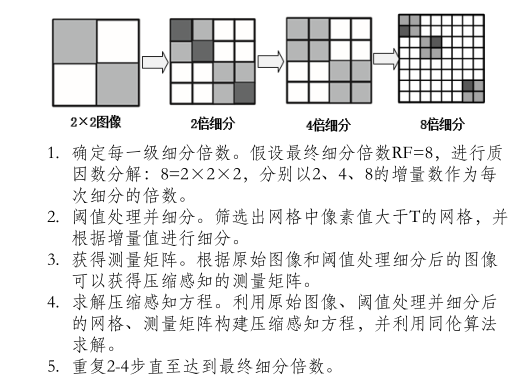 2×2图像 2倍细分 4倍细分 8倍细分
1. 确定每一级细分倍数。假设最终细分倍数RF=8，进行质
因数分解：8=2×2×2，分别以2、4、8的增量数作为每
次细分的倍数。
2. 阈值处理并细分。筛选出网格中像素值大于T的网格，并
根据增量值进行细分。
3. 获得测量矩阵。根据原始图像和阈值处理细分后的图像
可以获得压缩感知的测量矩阵。
4. 求解压缩感知方程。利用原始图像、阈值处理并细分后
的网格、测量矩阵构建压缩感知方程，并利用同伦算法
求解。
5. 重复2-4步直至达到最终细分倍数。